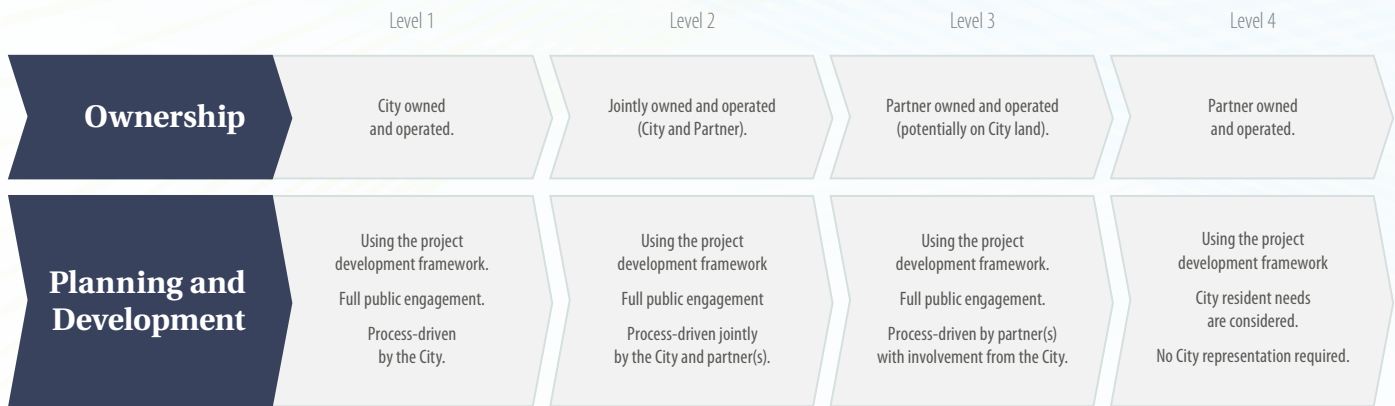 Level 1
Level 2
Level 3
Level 4
Ownership
City owned
and operated.
Jointly owned and operated
(City and Partner).
Partner owned and operated
(potentially on City land).
Partner owned
and operated.
Planning and
Development
Using the project
development framework.
Full public engagement.
Process-driven
by the City.
Using the project
development framework
Full public engagement
Process-driven jointly
by the City and partner(s).
Using the project
development framework.
Full public engagement.
Process-driven by partner(s)
with involvement from the City.
Using the project
development framework
City resident needs
are considered.
No City representation required.